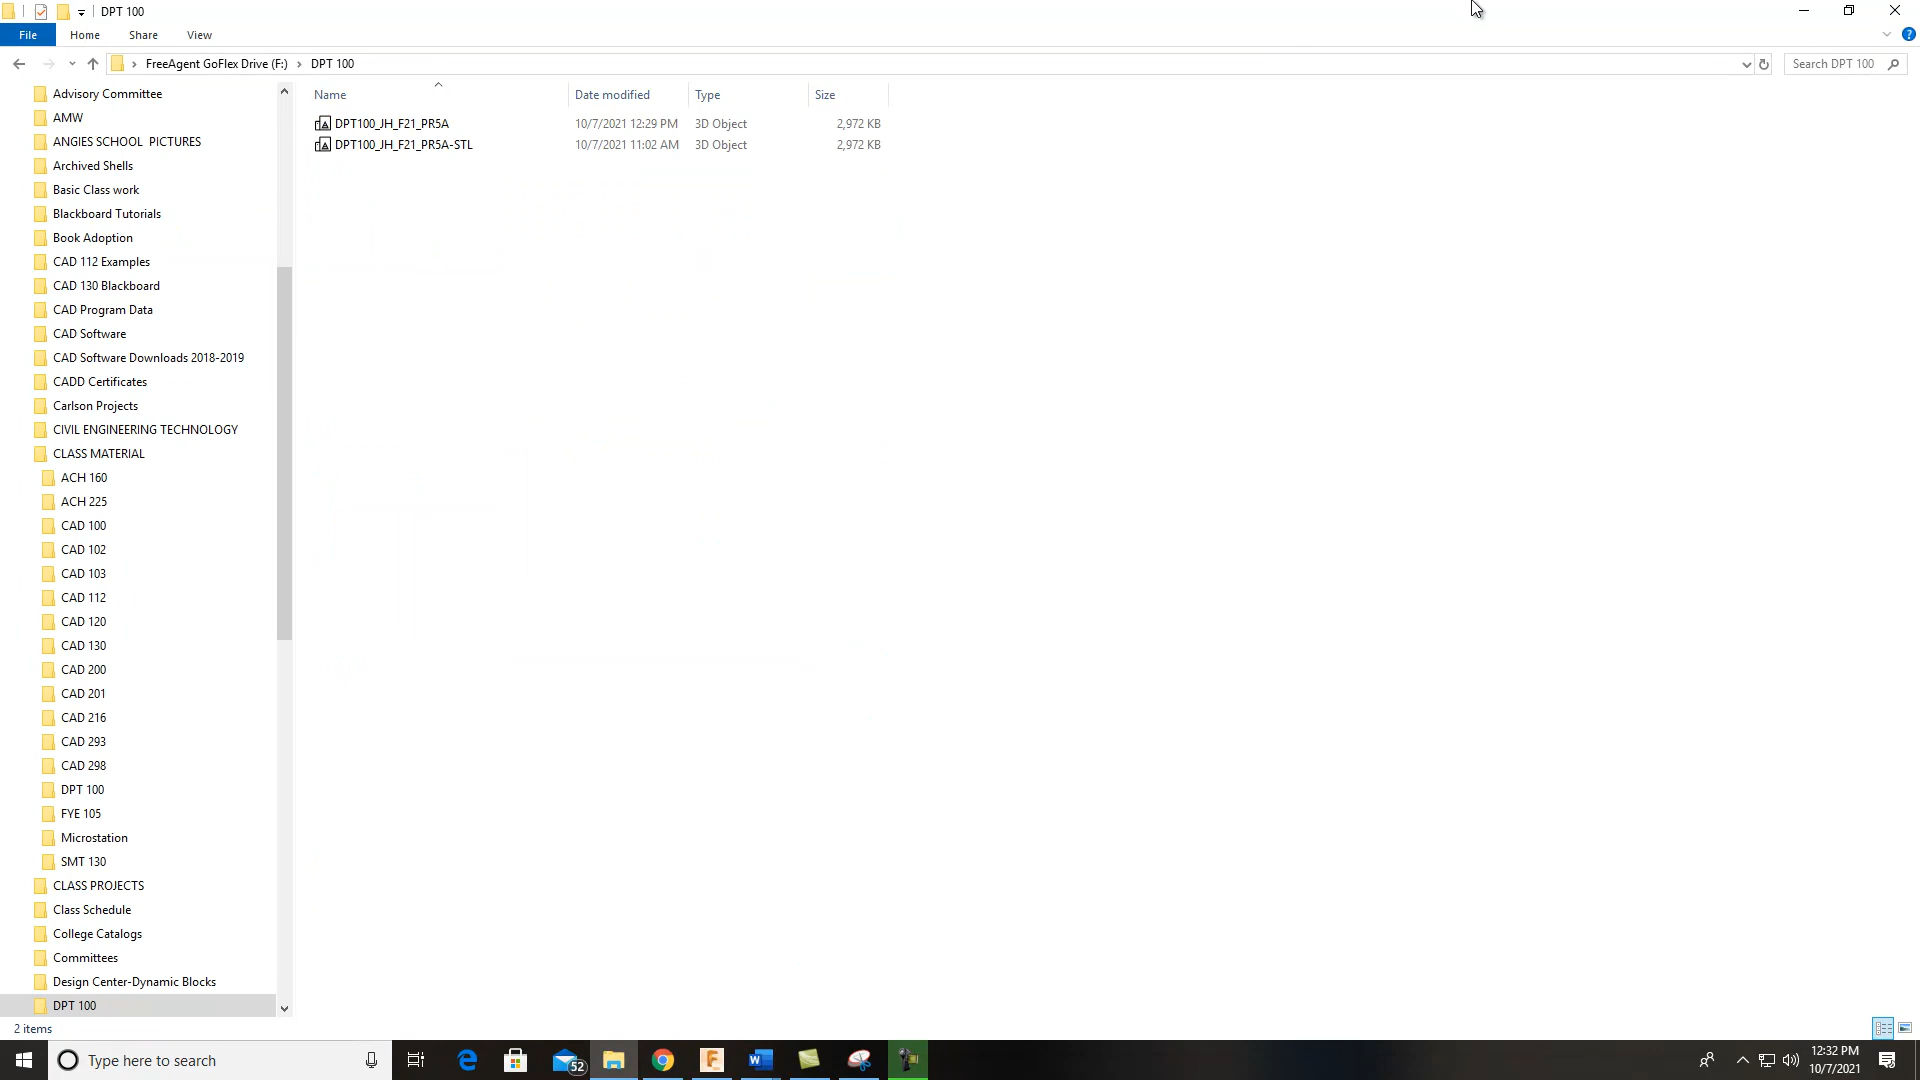 DPT 100
File Home Share View
FreeAgent GoFlex Drive (F:) › DPT 100 Search DPT 100
Name Date modified Type Size
DPT100_JH_F21_PR5A 10/7/2021 12:29 PM 3D Object 2,972 KB
DPT100_JH_F21_PR5A-STL 10/7/2021 11:02 AM 3D Object 2,972 KB
Advisory Committee
AMW
ANGIES SCHOOL PICTURES
Archived Shells
Basic Class work
Blackboard Tutorials
Book Adoption
CAD 112 Examples
CAD 130 Blackboard
CAD Program Data
CAD Software
CAD Software Downloads 2018-2019
CADD Certificates
Carlson Projects
CIVIL ENGINEERING TECHNOLOGY
CLASS MATERIAL
ACH 160
ACH 225
CAD 100
CAD 102
CAD 103
CAD 112
CAD 120
CAD 130
CAD 200
CAD 201
CAD 216
CAD 293
CAD 298
DPT 100
FYE 105
Microstation
SMT 130
CLASS PROJECTS
Class Schedule
College Catalogs
Committees
Design Center-Dynamic Blocks
DPT 100
2 items
Type here to search 52 12:32 PM
10/7/2021